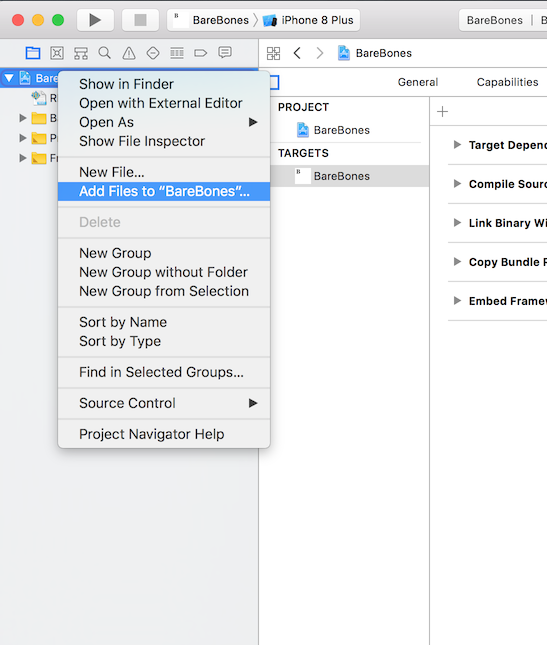 BareBones
iPhone 8 Plus
BareBones
BareBones
General
Capabilities
PROJECT
BareBones
TARGETS
BareBones
Target Depend
Compile Sourc
Link Binary Wi
Copy Bundle R
Embed Framew
Bare
R
Ba
P
Fr
Show in Finder
Open with External Editor
Open As
Show File Inspector
New File...
Add Files to “BareBones”...
Delete
New Group
New Group without Folder
New Group from Selection
Sort by Name
Sort by Type
Find in Selected Groups...
Source Control
Project Navigator Help